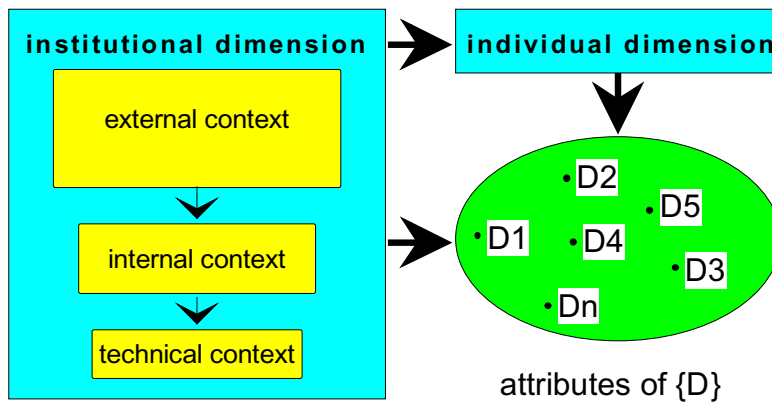 institutional dimension
external context
internal context
technical context
individual dimension
D2
D5
D1
D4
D3
Dn
attributes of {D}